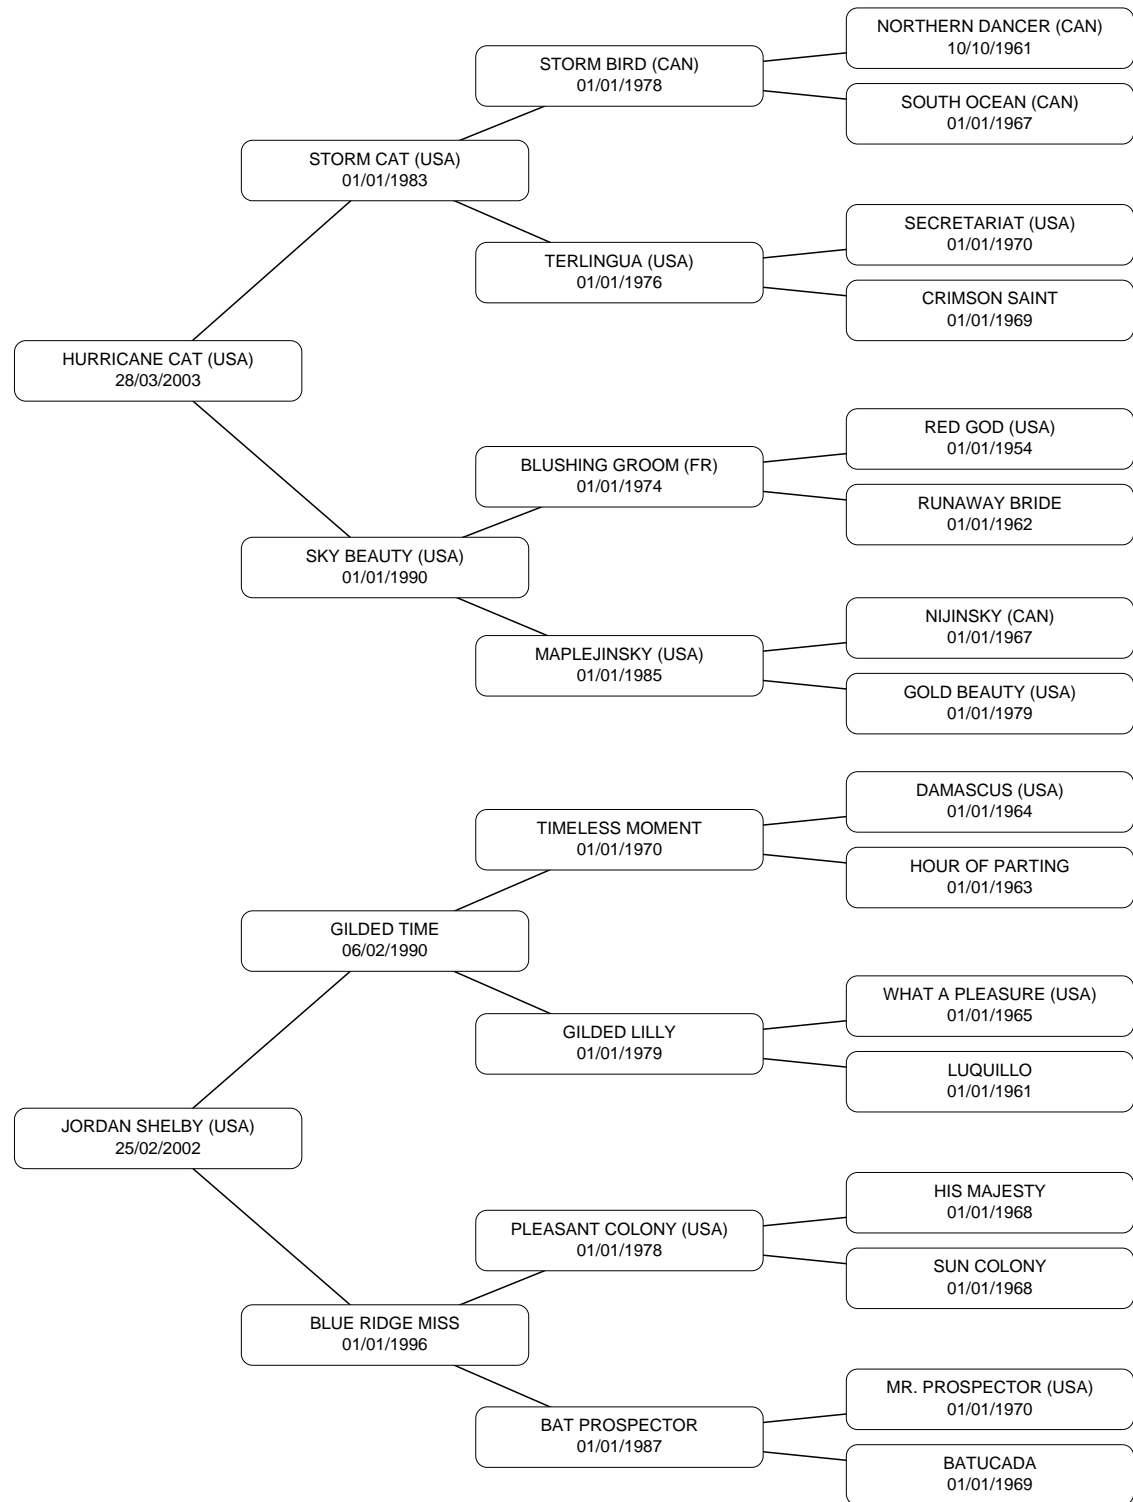 NORTHERN DANCER (CAN)
10/10/1961
STORM BIRD (CAN)
01/01/1978
SOUTH OCEAN (CAN)
01/01/1967
STORM CAT (USA)
01/01/1983
SECRETARIAT (USA)
01/01/1970
TERLINGUA (USA)
01/01/1976
CRIMSON SAINT
01/01/1969
HURRICANE CAT (USA)
28/03/2003
RED GOD (USA)
01/01/1954
BLUSHING GROOM (FR)
01/01/1974
RUNAWAY BRIDE
01/01/1962
SKY BEAUTY (USA)
01/01/1990
NIJINSKY (CAN)
01/01/1967
MAPLEJINSKY (USA)
01/01/1985
GOLD BEAUTY (USA)
01/01/1979
DAMASCUS (USA)
01/01/1964
TIMELESS MOMENT
01/01/1970
HOUR OF PARTING
01/01/1963
GILDED TIME
06/02/1990
WHAT A PLEASURE (USA)
01/01/1965
GILDED LILLY
01/01/1979
LUQUILLO
01/01/1961
JORDAN SHELBY (USA)
25/02/2002
HIS MAJESTY
01/01/1968
PLEASANT COLONY (USA)
01/01/1978
SUN COLONY
01/01/1968
BLUE RIDGE MISS
01/01/1996
MR. PROSPECTOR (USA)
01/01/1970
BAT PROSPECTOR
01/01/1987
BATUCADA
01/01/1969